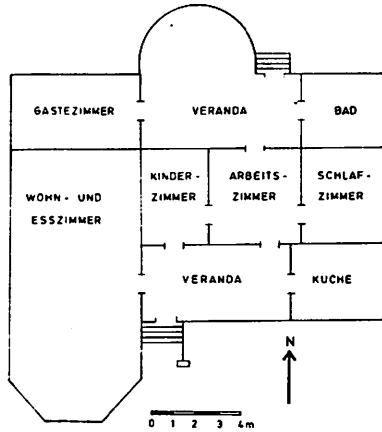 GASTEZIMMER
VERANDA
BAD
KINDER-
ZIMMER
ARBEITS-
ZIMMER
SCHLAF-
ZIMMER
WOHN- UND
ESSZIMMER
VERANDA
KUCHE
N
0 1 2 3 4m